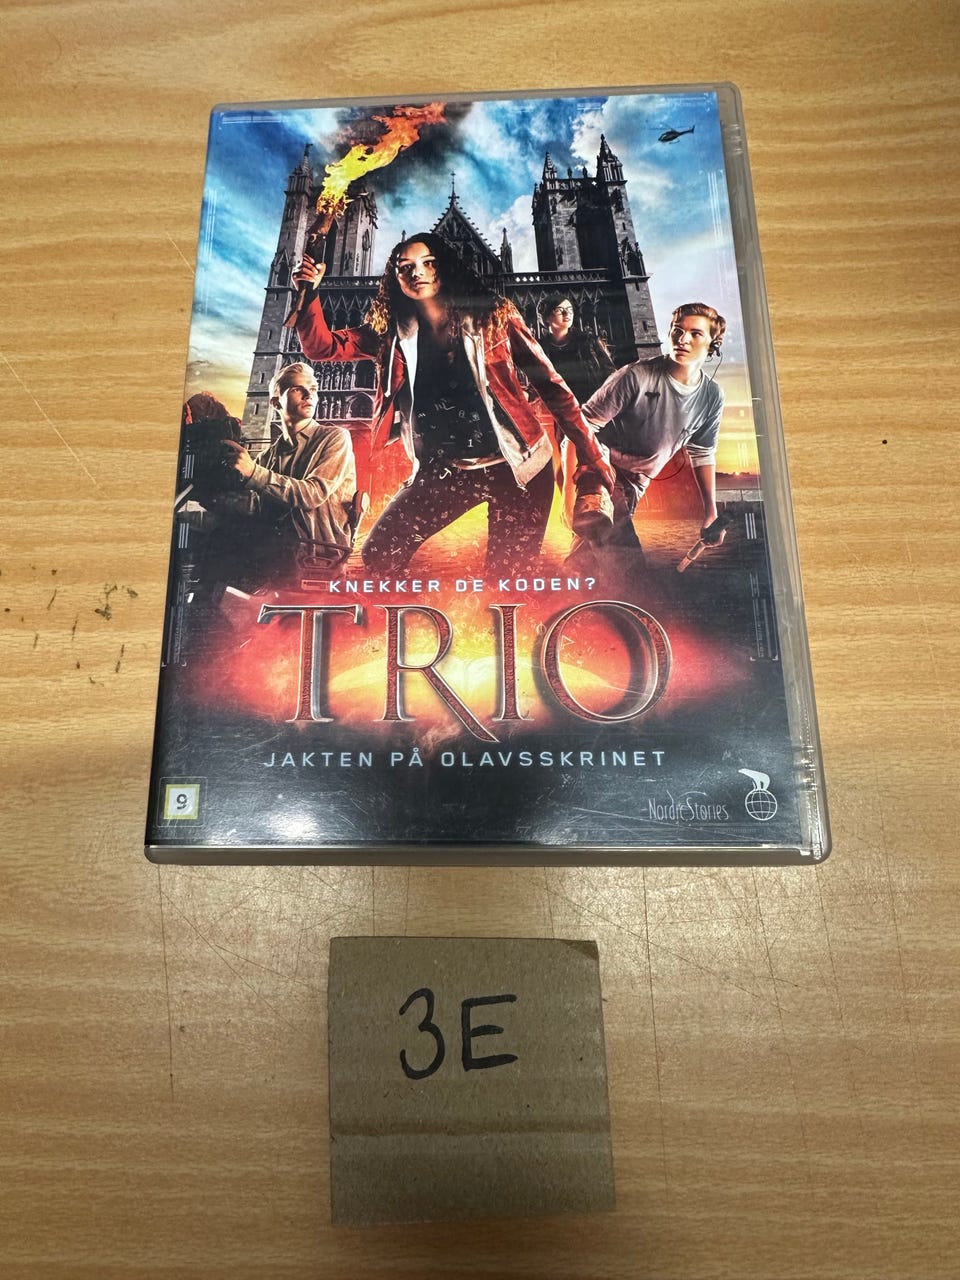 KNEKKER DE KODEN?
TRIO
JAKTEN PÅ OLAVSSKRINET
9
NordicStories
3E